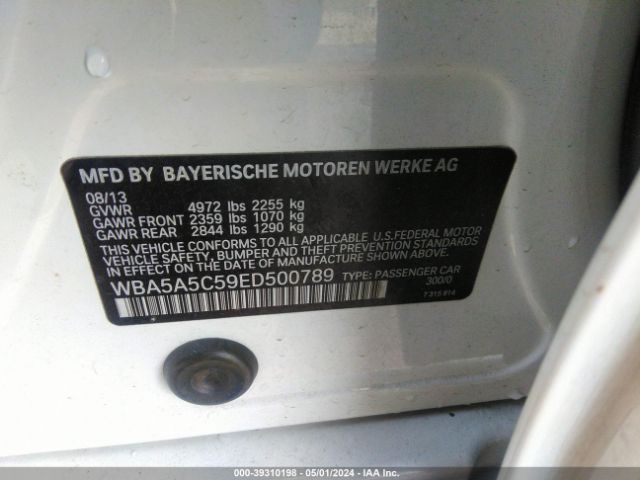 MFD BY BAYERISCHE MOTOREN WERKE AG
08/13
GVWR 4972 lbs 2255 kg
GAWR FRONT 2359 lbs 1070 kg
GAWR REAR 2844 lbs 1290 kg
THIS VEHICLE CONFORMS TO ALL APPLICABLE U.S.FEDERAL MOTOR
VEHICLE SAFETY, BUMPER AND THEFT PREVENTION STANDARDS
IN EFFECT ON THE DATE OF MANUFACTURE SHOWN ABOVE.
WBA5A5C59ED500789 TYPE: PASSENGER CAR
300/0
7 315 814
000-39310198 - 05/01/2024 - IAA Inc.